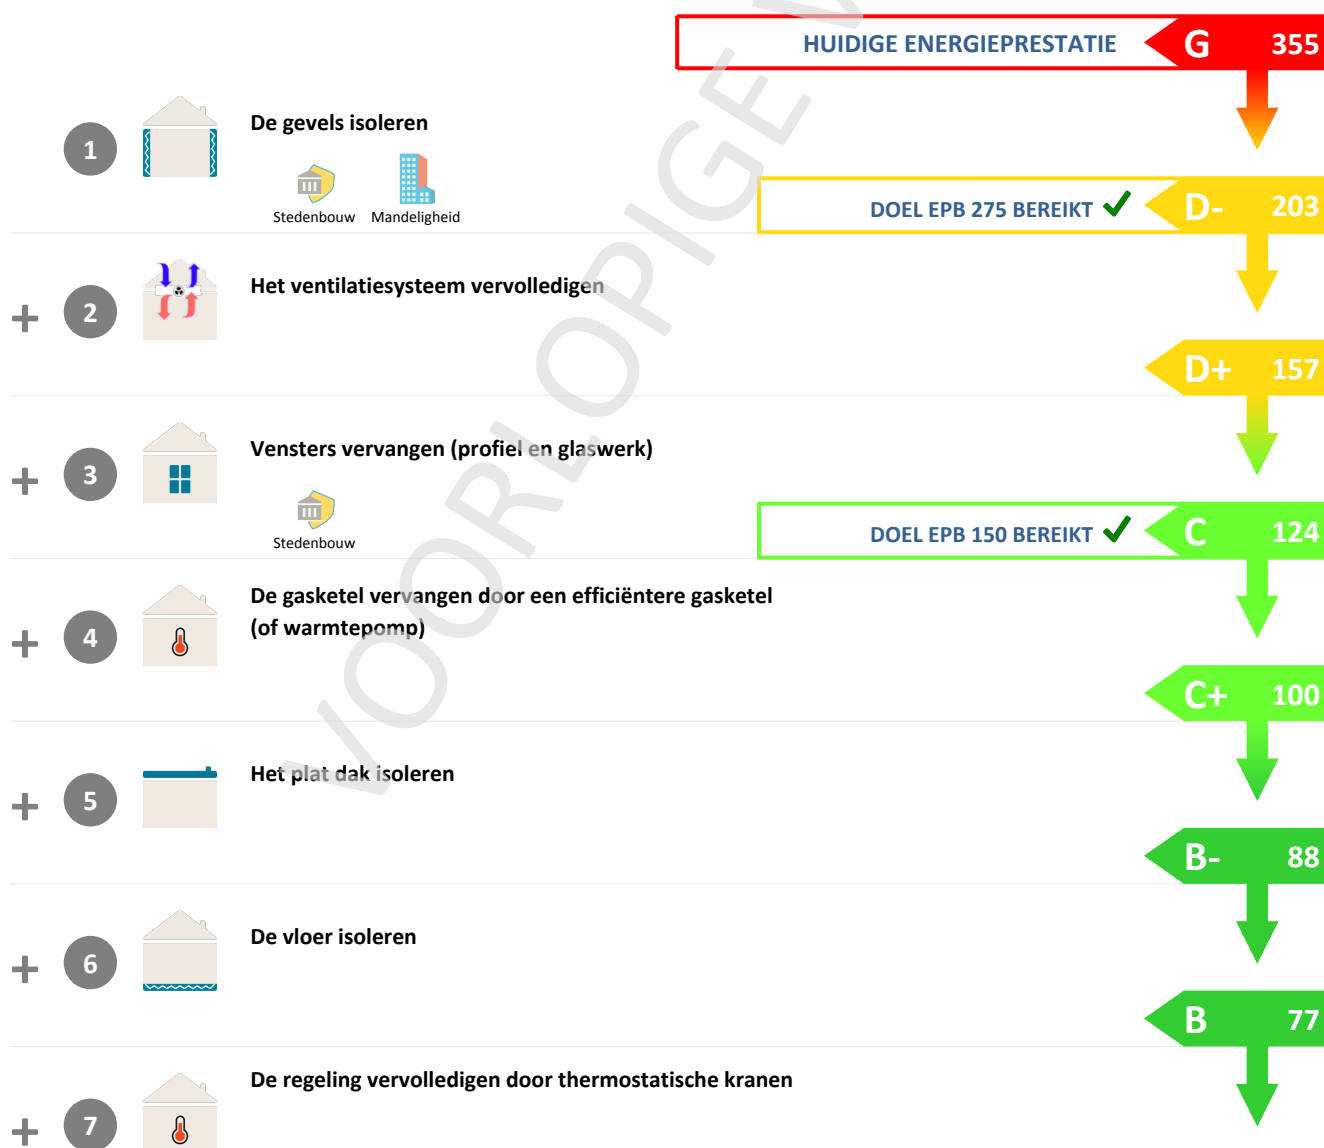 HUIDIGE ENERGIEPRESTATIE G 355
1 De gevels isoleren
Stedenbouw Mandeligheid
DOEL EPB 275 BEREIKT D- 203
+ 2 Het ventilatiesysteem vervolledigen
D+ 157
+ 3 Vensters vervangen (profiel en glaswerk)
Stedenbouw
DOEL EPB 150 BEREIKT C 124
+ 4 De gasketel vervangen door een efficiëntere gasketel
(of warmtepomp)
C+ 100
+ 5 Het plat dak isoleren
B- 88
+ 6 De vloer isoleren
B 77
+ 7 De regeling vervolledigen door thermostatische kranen
VOORLOPIGE